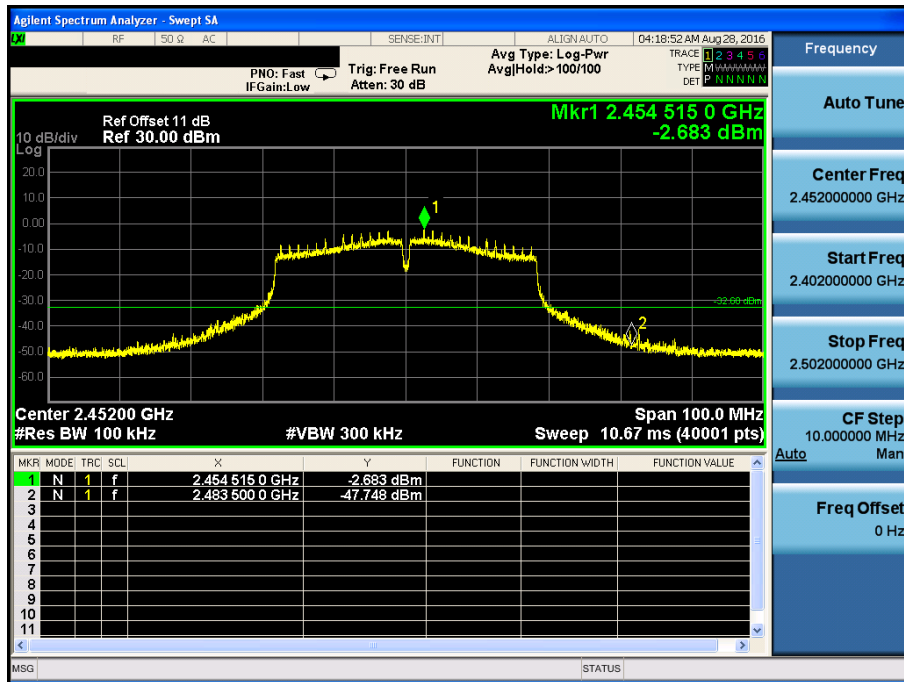 Agilent Spectrum Analyzer - Swept SA
LXI RF 50 Ω AC SENSE:INT ALIGN AUTO 04:18:52 AM Aug 28, 2016
PNO: Fast Trig: Free Run Avg Type: Log-Pwr TRACE 1 2 3 4 5 6
IFGain:Low Atten: 30 dB Avg|Hold:>100/100 TYPE M WWWWW
DET P N N N N N
Mkr1 2.454 515 0 GHz
-2.683 dBm
Ref Offset 11 dB
10 dB/div Ref 30.00 dBm
Log
20.0
10.0
0.00
-10.0
-20.0
-30.0
-40.0
-50.0
-60.0
1
-32.68 dBm
2
Center 2.45200 GHz Span 100.0 MHz
#Res BW 100 kHz #VBW 300 kHz Sweep 10.67 ms (40001 pts)
MKR MODE TRC SCL X Y FUNCTION FUNCTION WIDTH FUNCTION VALUE
1 N 1 f 2.454 515 0 GHz -2.683 dBm
2 N 1 f 2.483 500 0 GHz -47.748 dBm
3
4
5
6
7
8
9
10
11
MSG STATUS
Frequency
Auto Tune
Center Freq
2.452000000 GHz
Start Freq
2.402000000 GHz
Stop Freq
2.502000000 GHz
CF Step
10.000000 MHz
Auto Man
Freq Offset
0 Hz